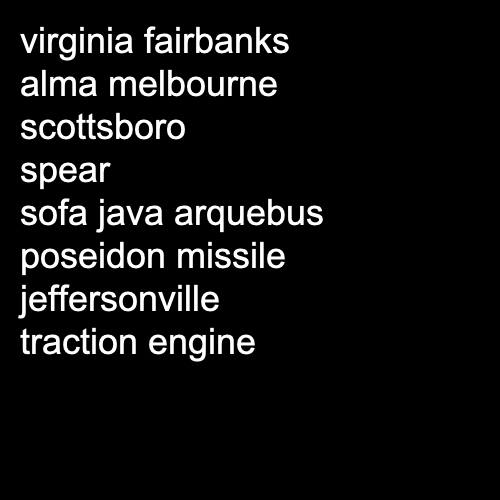 virginia fairbanks
alma melbourne
scottsboro
spear
sofa java arquebus
poseidon missile
jeffersonville
traction engine